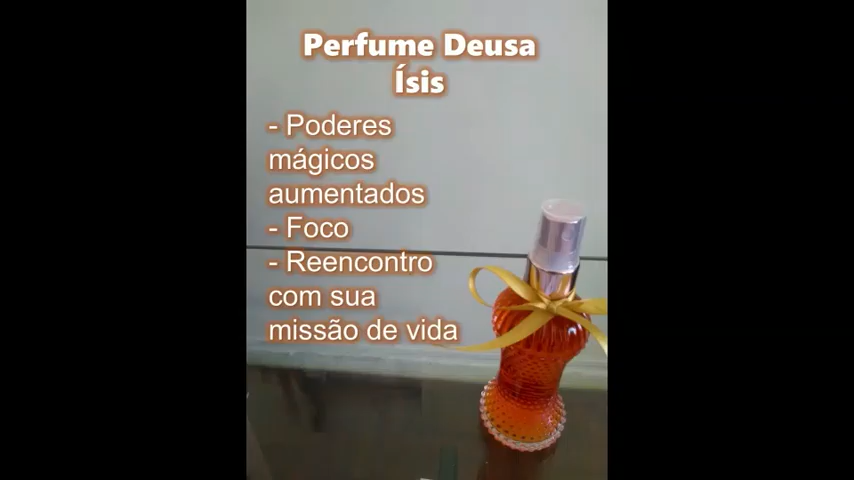 Perfume Deusa
Ísis
- Poderes
mágicos
aumentados
- Foco
- Reencontro
com sua
missão de vida